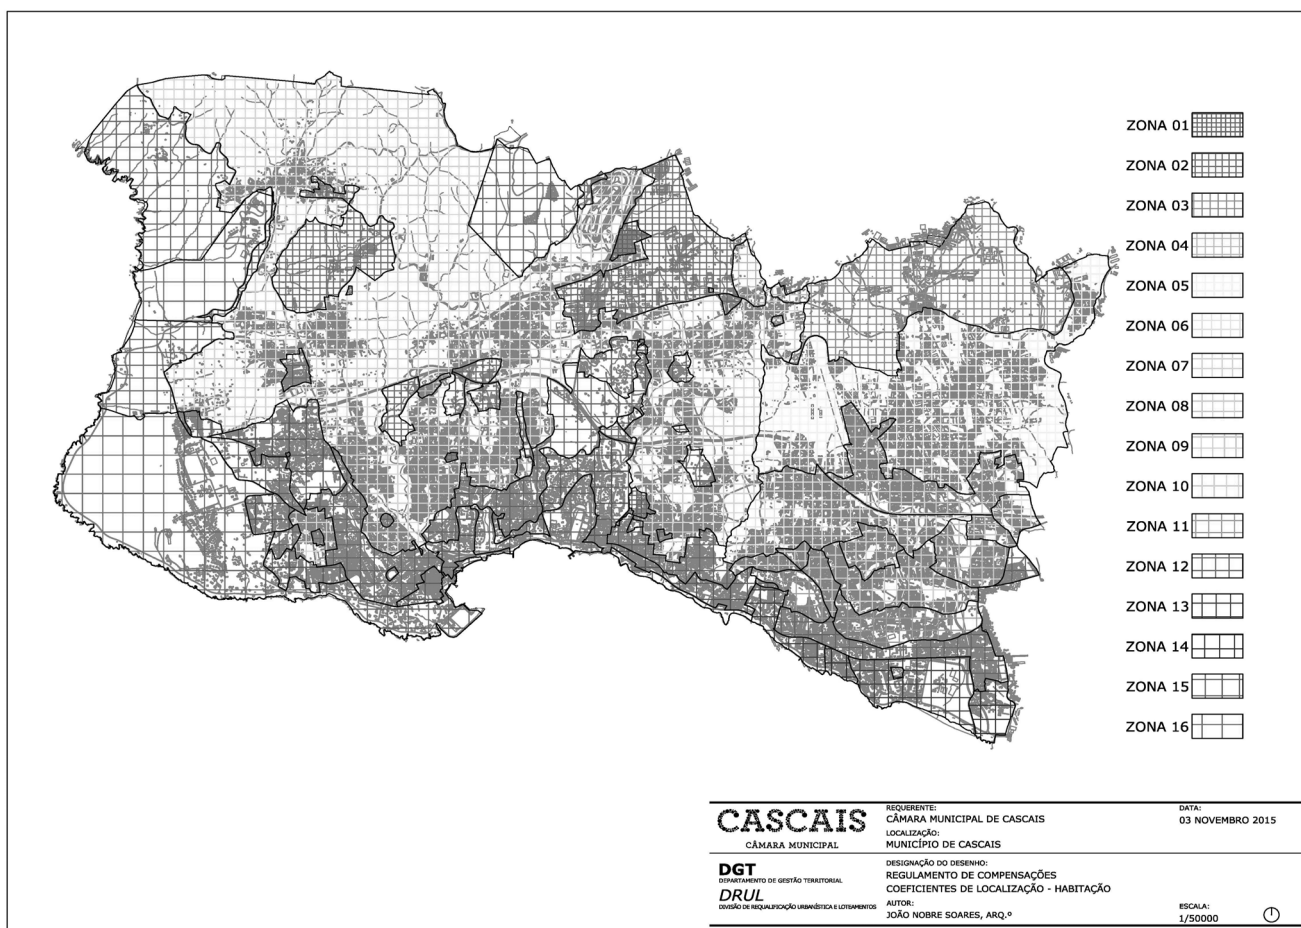 ZONA 01
ZONA 02
ZONA 03
ZONA 04
ZONA 05
ZONA 06
ZONA 07
ZONA 08
ZONA 09
ZONA 10
ZONA 11
ZONA 12
ZONA 13
ZONA 14
ZONA 15
ZONA 16
CASCAIS
CÂMARA MUNICIPAL
REQUERENTE:
CÂMARA MUNICIPAL DE CASCAIS
LOCALIZAÇÃO:
MUNICÍPIO DE CASCAIS
DATA:
03 NOVEMBRO 2015
DGT
DEPARTAMENTO DE GESTÃO TERRITORIAL
DRUL
DIVISÃO DE REQUALIFICAÇÃO URBANÍSTICA E LOTEAMENTOS
DESIGNAÇÃO DO DESENHO:
REGULAMENTO DE COMPENSAÇÕES
COEFICIENTES DE LOCALIZAÇÃO - HABITAÇÃO
AUTOR:
JOÃO NOBRE SOARES, ARQ.º
ESCALA:
1/50000